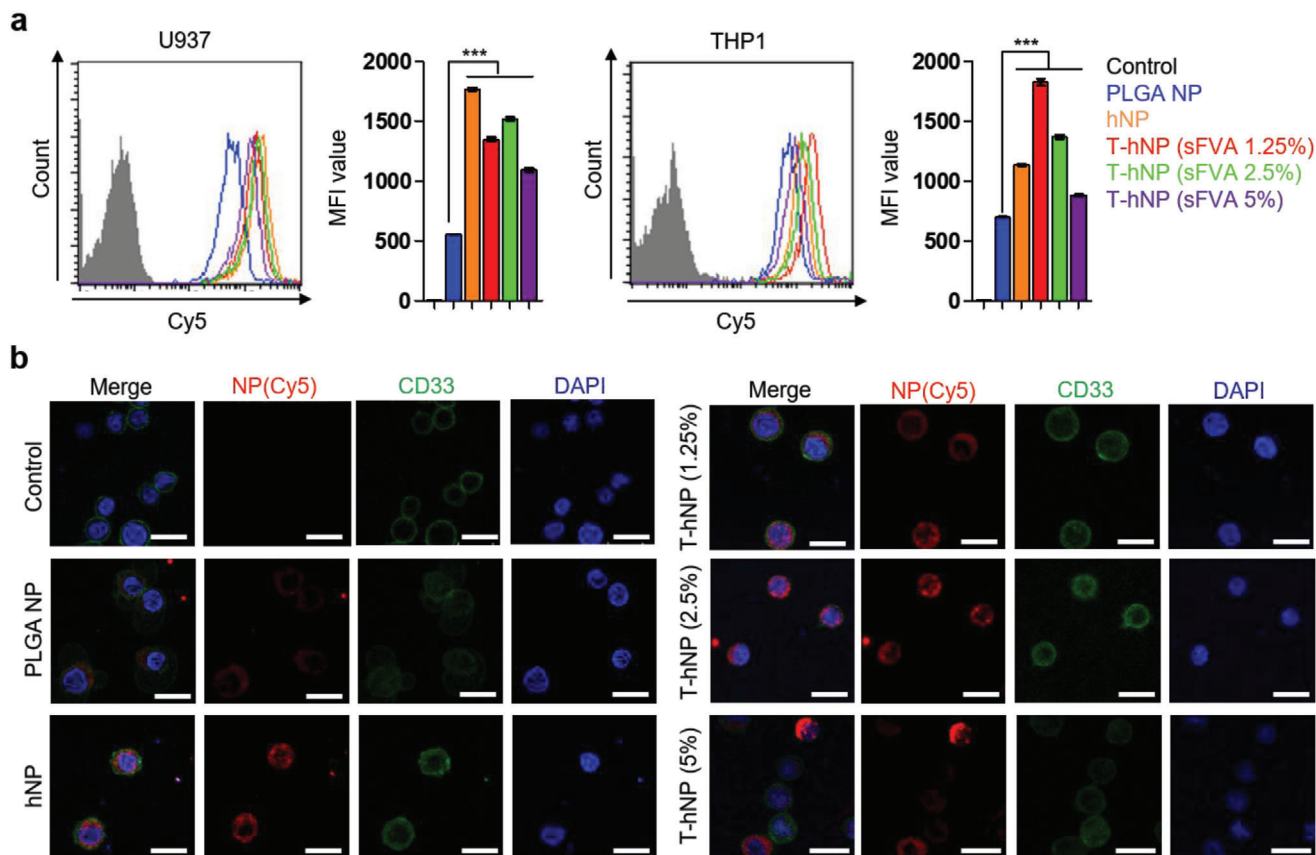 a
U937
Count
Cy5
***
MFI value
2000
1500
1000
500
0
THP1
Count
Cy5
***
MFI value
2000
1500
1000
500
0
Control
PLGA NP
hNP
T-hNP (sFVA 1.25%)
T-hNP (sFVA 2.5%)
T-hNP (sFVA 5%)
b
Merge NP(Cy5) CD33 DAPI
Control
PLGA NP
hNP
Merge NP(Cy5) CD33 DAPI
T-hNP (1.25%)
T-hNP (2.5%)
T-hNP (5%)